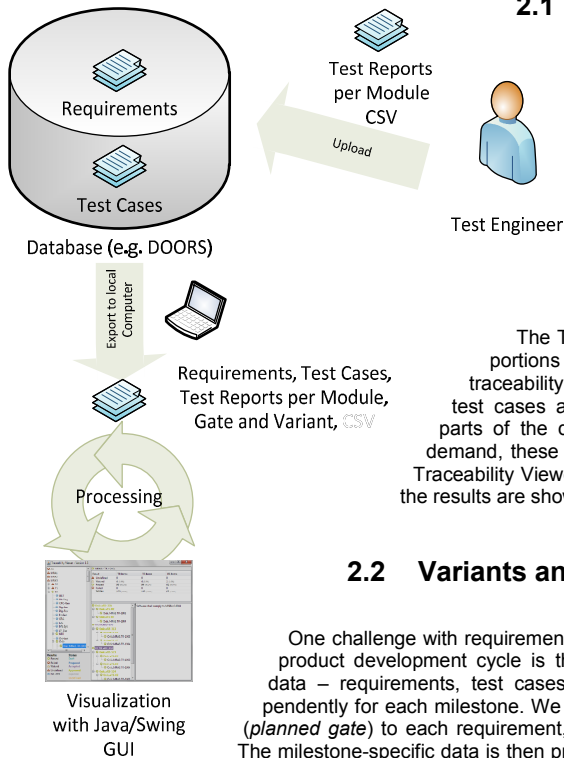 2.1
Test Reports
per Module
CSV
Requirements
Upload
Test Cases
Test Engineer
Database (e.g. DOORS)
Export to local
Computer
Requirements, Test Cases,
Test Reports per Module,
Gate and Variant, CSV
Processing
Visualization
with Java/Swing
GUI
The T
portions
traceability
test cases a
parts of the
demand, these
Traceability View
the results are show
2.2 Variants an
One challenge with requiremen
product development cycle is th
data – requirements, test cases
pendently for each milestone. We
(planned gate) to each requirement,
The milestone-specific data is then pr